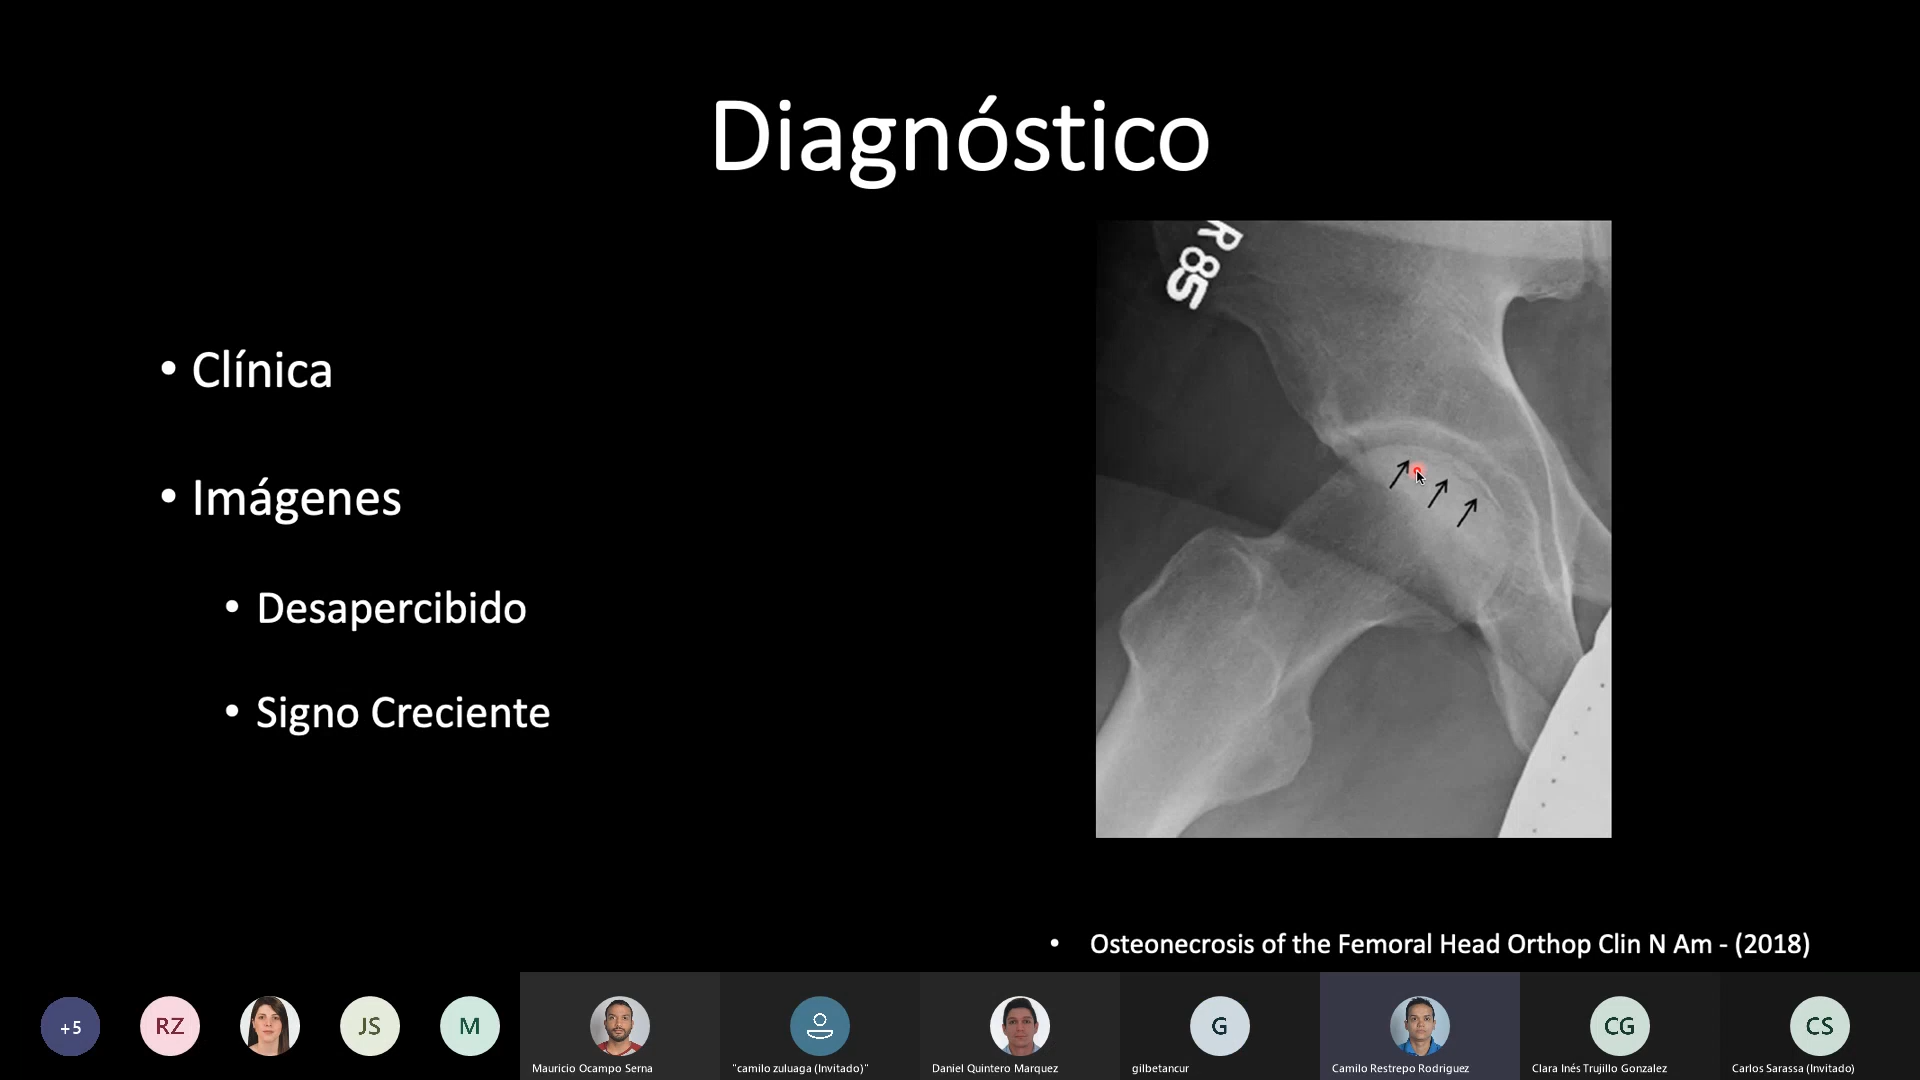 Diagnóstico
R 85
• Clínica
• Imágenes
• Desapercibido
• Signo Creciente
• Osteonecrosis of the Femoral Head Orthop Clin N Am - (2018)
+5
RZ
JS
M
G
CG
CS
Mauricio Ocampo Serna
"camilo zuluaga (Invitado)"
Daniel Quintero Marquez
gilbetancur
Camilo Restrepo Rodriguez
Clara Inés Trujillo Gonzalez
Carlos Sarassa (Invitado)